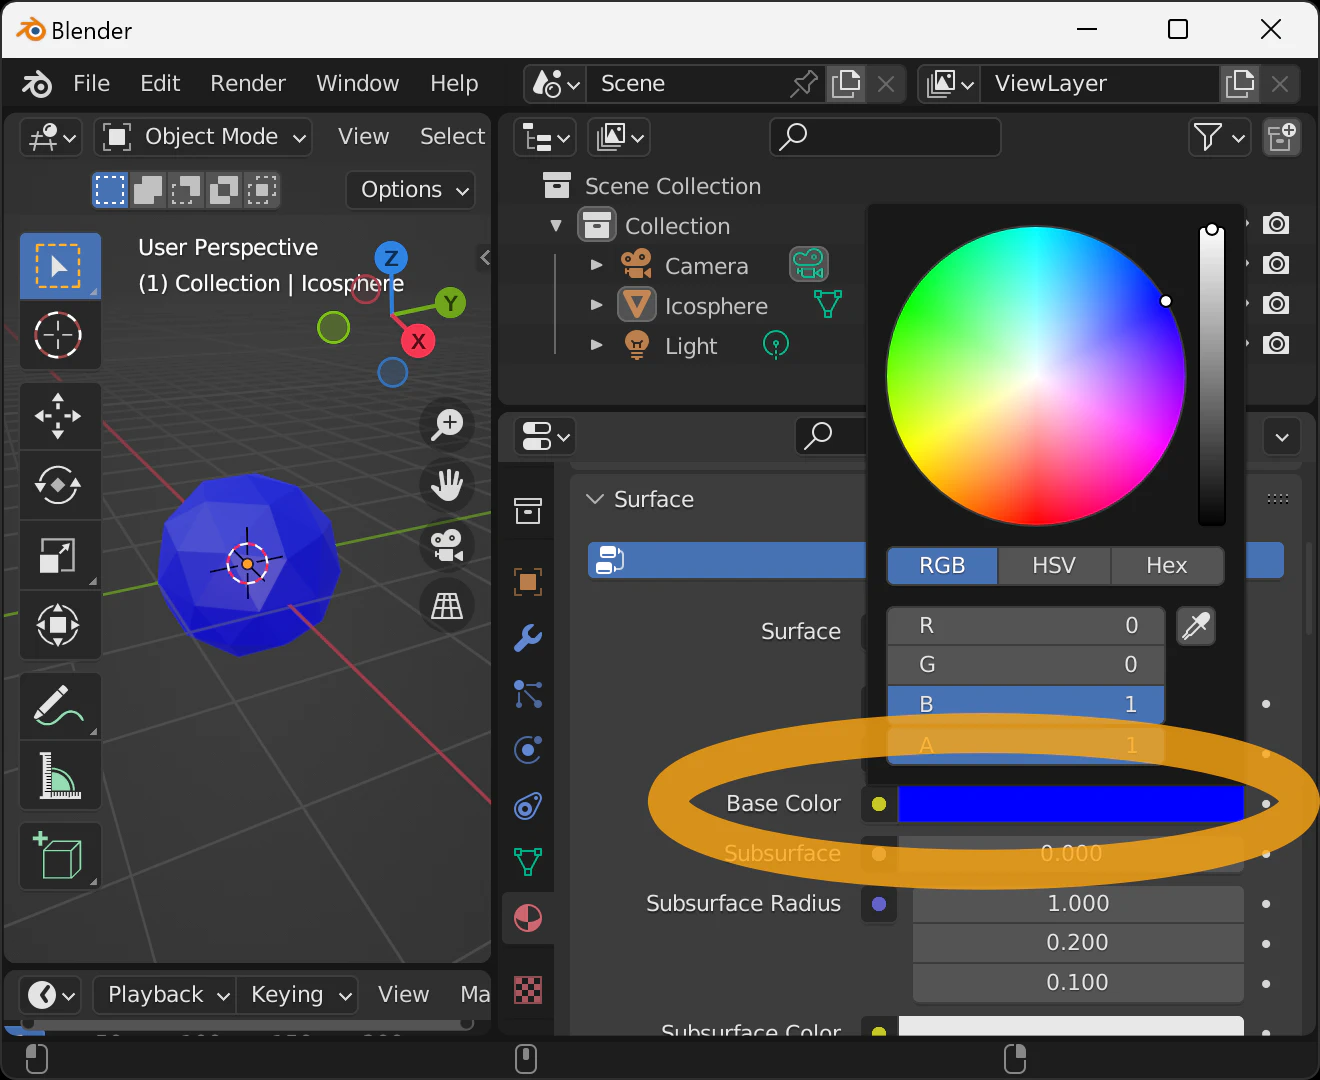 Blender
File Edit Render Window Help Scene ViewLayer
Object Mode View Select
Options
User Perspective
(1) Collection | Icosphere
Z
Y
X
Scene Collection
Collection
Camera
Icosphere
Light
Surface
RGB HSV Hex
Surface
R 0
G 0
B 1
A 1
Base Color
Subsurface 0.000
Subsurface Radius 1.000
0.200
0.100
Subsurface Color
Playback Keying View Ma